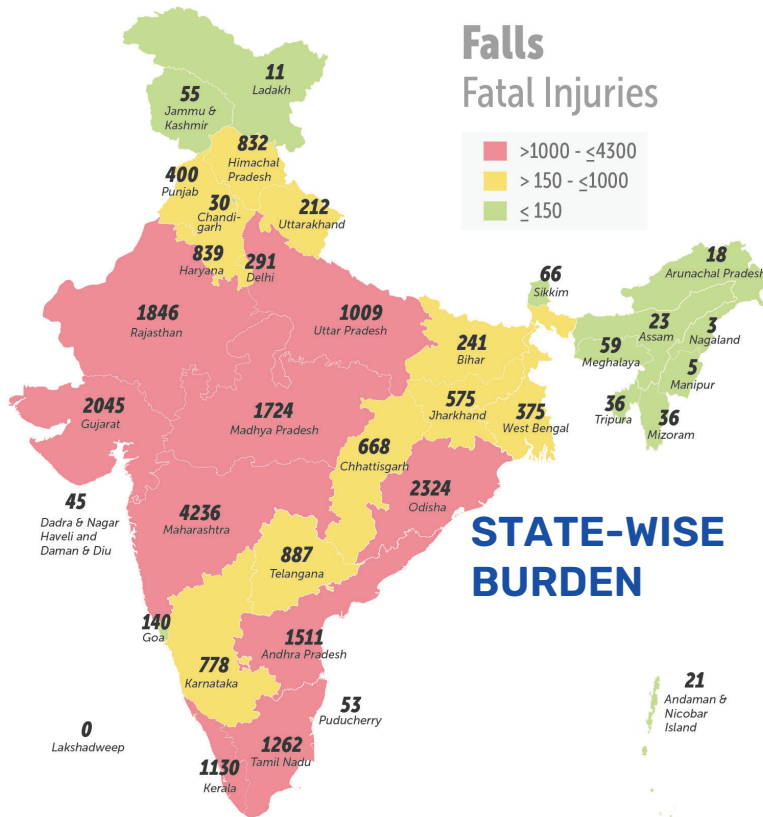 Falls
Fatal Injuries
>1000 - ≤4300
> 150 - ≤1000
≤ 150
11
Ladakh
55
Jammu &
Kashmir
832
Himachal
Pradesh
400
Punjab
30
Chandi-
garh
212
Uttarakhand
839
Haryana
291
Delhi
1846
Rajasthan
1009
Uttar Pradesh
66
Sikkim
18
Arunachal Pradesh
23
Assam
3
Nagaland
59
Meghalaya
5
Manipur
36
Tripura
36
Mizoram
241
Bihar
575
Jharkhand
375
West Bengal
2045
Gujarat
1724
Madhya Pradesh
668
Chhattisgarh
2324
Odisha
45
Dadra & Nagar
Haveli and
Daman & Diu
4236
Maharashtra
887
Telangana
STATE-WISE
BURDEN
140
Goa
1511
Andhra Pradesh
778
Karnataka
53
Puducherry
21
Andaman &
Nicobar
Island
0
Lakshadweep
1262
Tamil Nadu
1130
Kerala